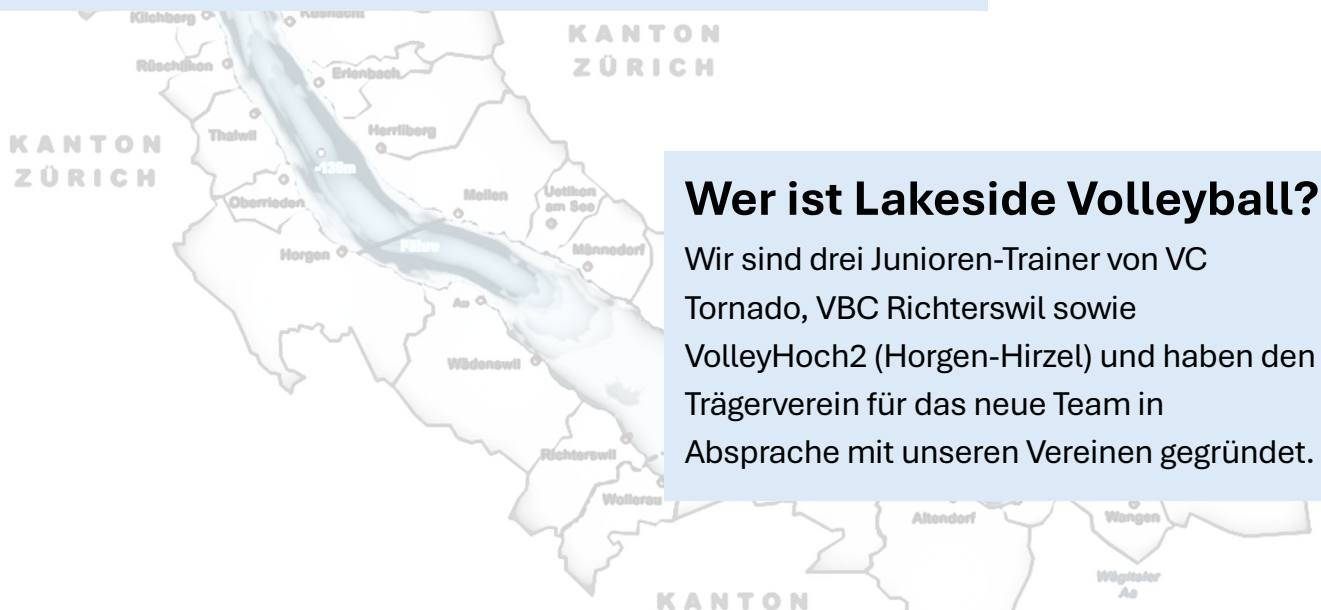 Kilchberg
Küsnacht
KANTON
ZÜRICH
Rüschlikon
Erlenbach
Thalwil
Herrliberg
KANTON
ZÜRICH
-136m
Oberrieden
Meilen
Uetikon
am See
Wer ist Lakeside Volleyball?
Wir sind drei Junioren-Trainer von VC
Tornado, VBC Richterswil sowie
VolleyHoch2 (Horgen-Hirzel) und haben den
Trägerverein für das neue Team in
Absprache mit unseren Vereinen gegründet.
Horgen
Fähre
Männedorf
Au
Wädenswil
Richterswil
Wollerau
Altendorf
Wangen
Wägitaler
Aa
KANTON